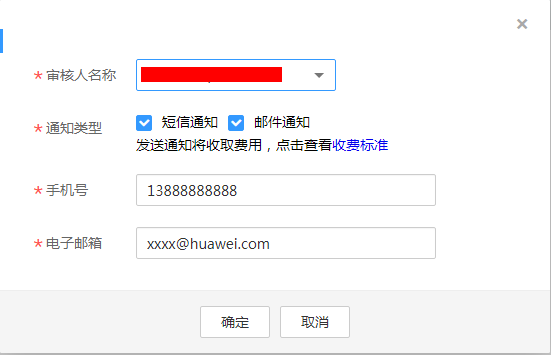 ×
* 审核人名称
* 通知类型 短信通知 邮件通知
发送通知将收取费用，点击查看收费标准
* 手机号 13888888888
* 电子邮箱 xxxx@huawei.com
确定 取消